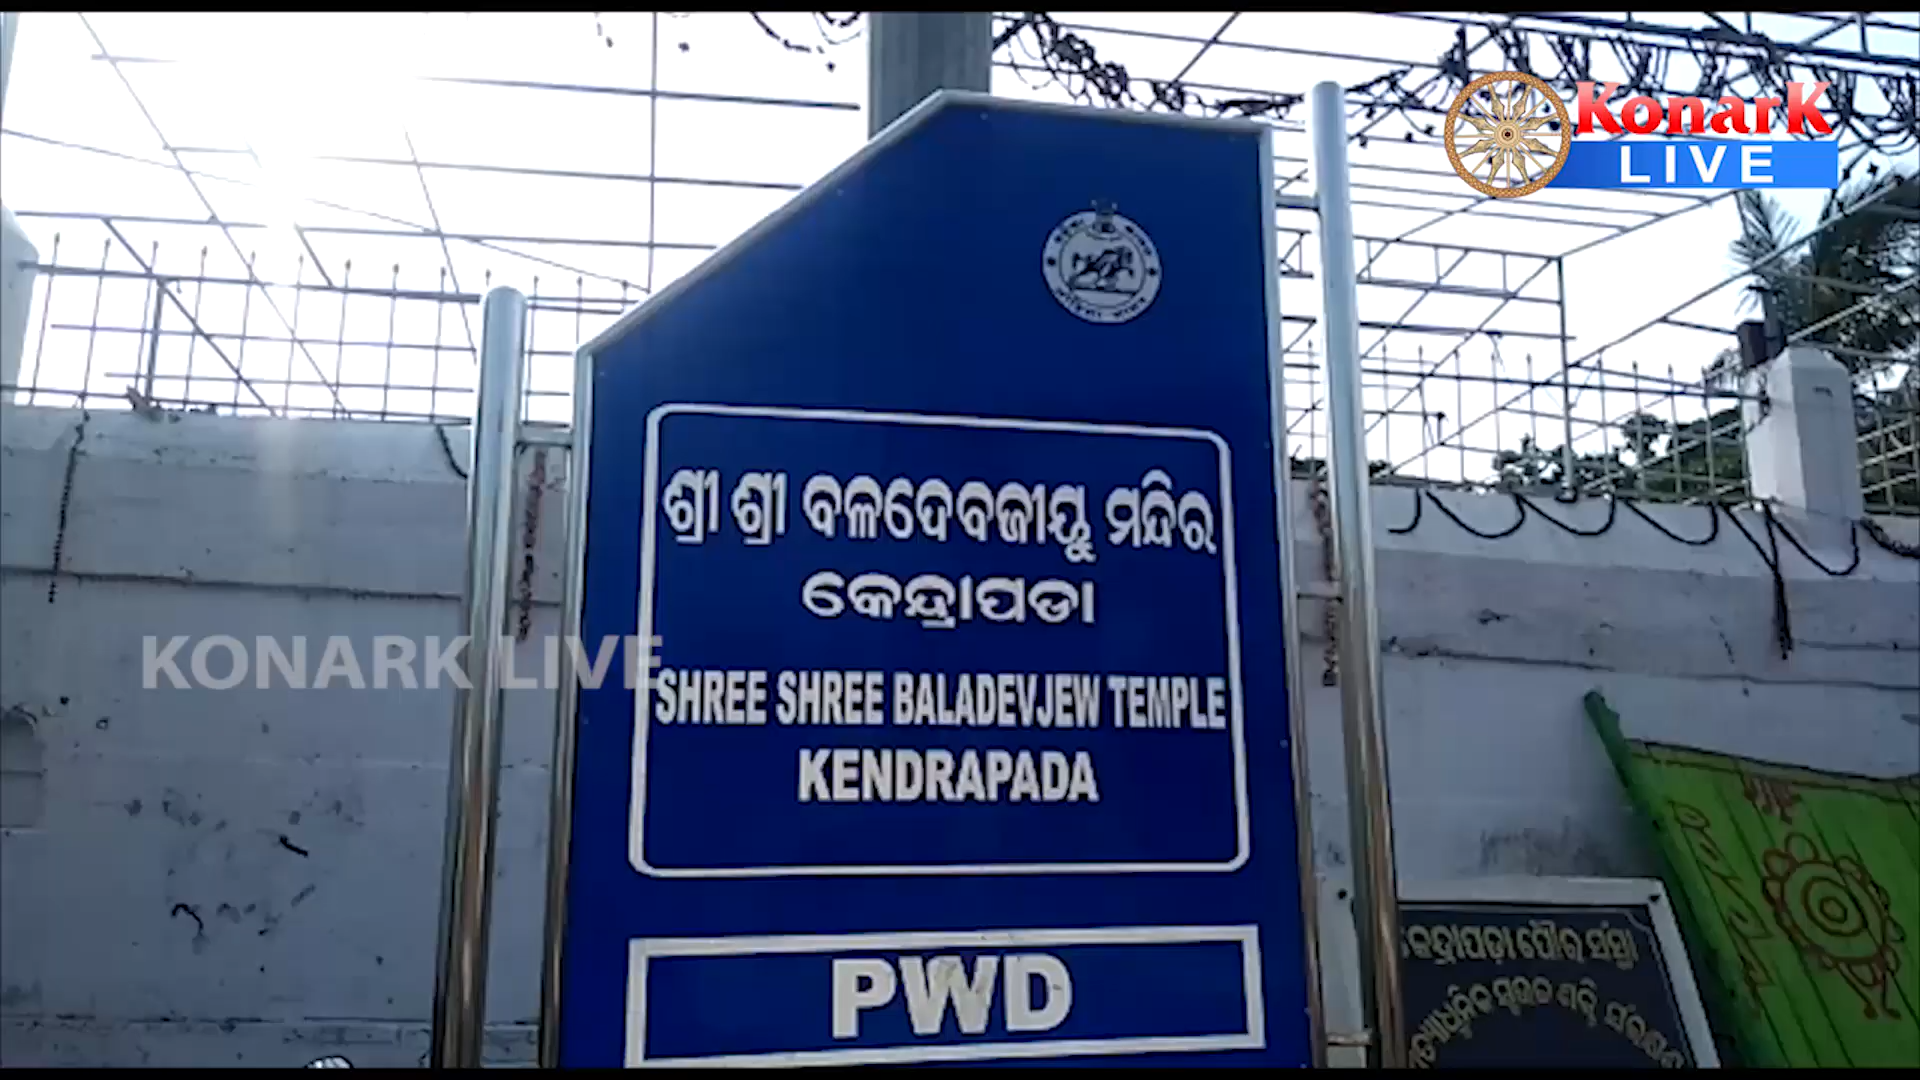 KonarK
LIVE
ଶ୍ରୀ ଶ୍ରୀ ବଳଦେବଜୀୟୁ ମନ୍ଦିର
କେନ୍ଦ୍ରାପଡା
KONARK LIVE
SHREE SHREE BALADEVJEW TEMPLE
KENDRAPADA
PWD
କେନ୍ଦ୍ରାପଡ଼ା ପୌର ସଂସ୍ଥା